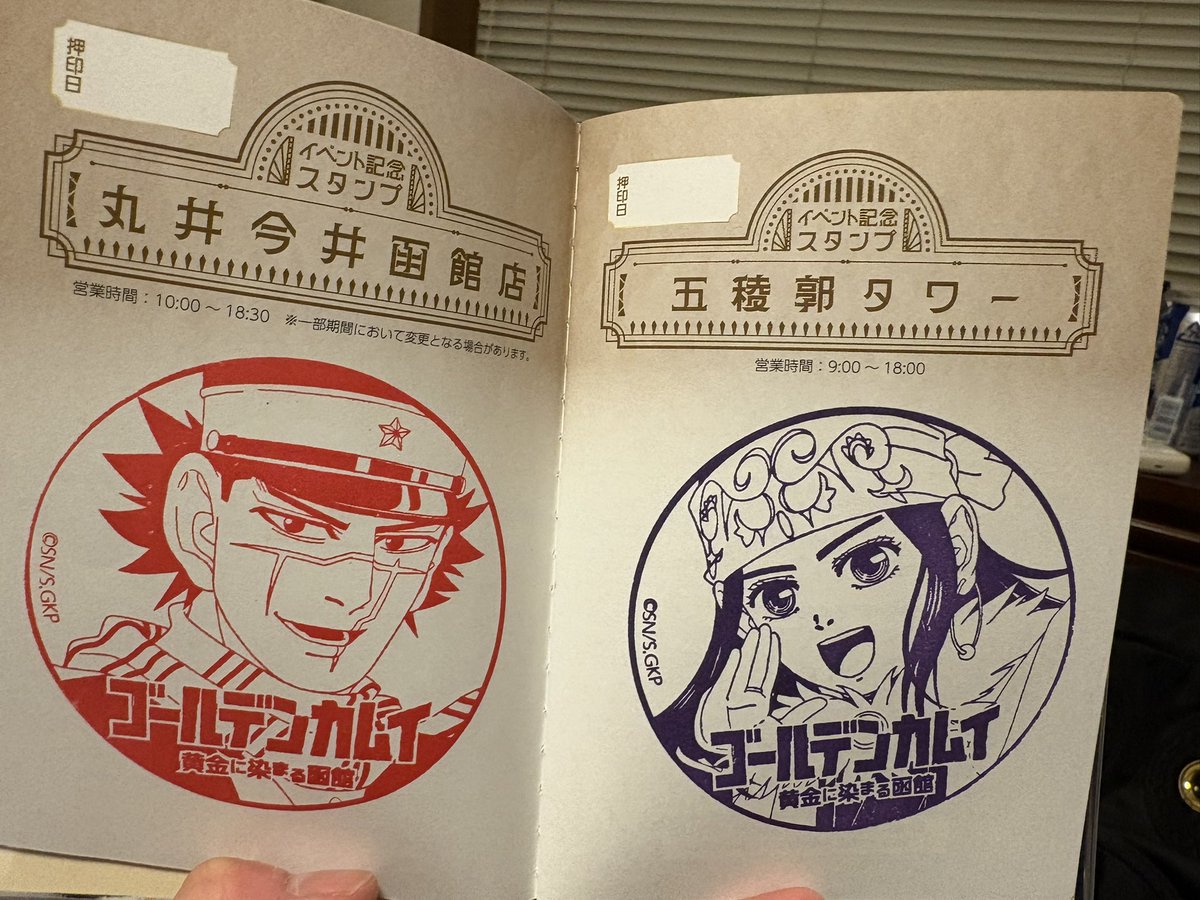 押印日
イベント記念
スタンプ
丸井今井函館店
営業時間：10:00～18:30 ※一部期間において変更となる場合があります。
©SN/S,GKP
ゴールデンカムイ
黄金に染まる函館
押印日
イベント記念
スタンプ
五稜郭タワー
営業時間：9:00～18:00
©SN/S,GKP
ゴールデンカムイ
黄金に染まる函館